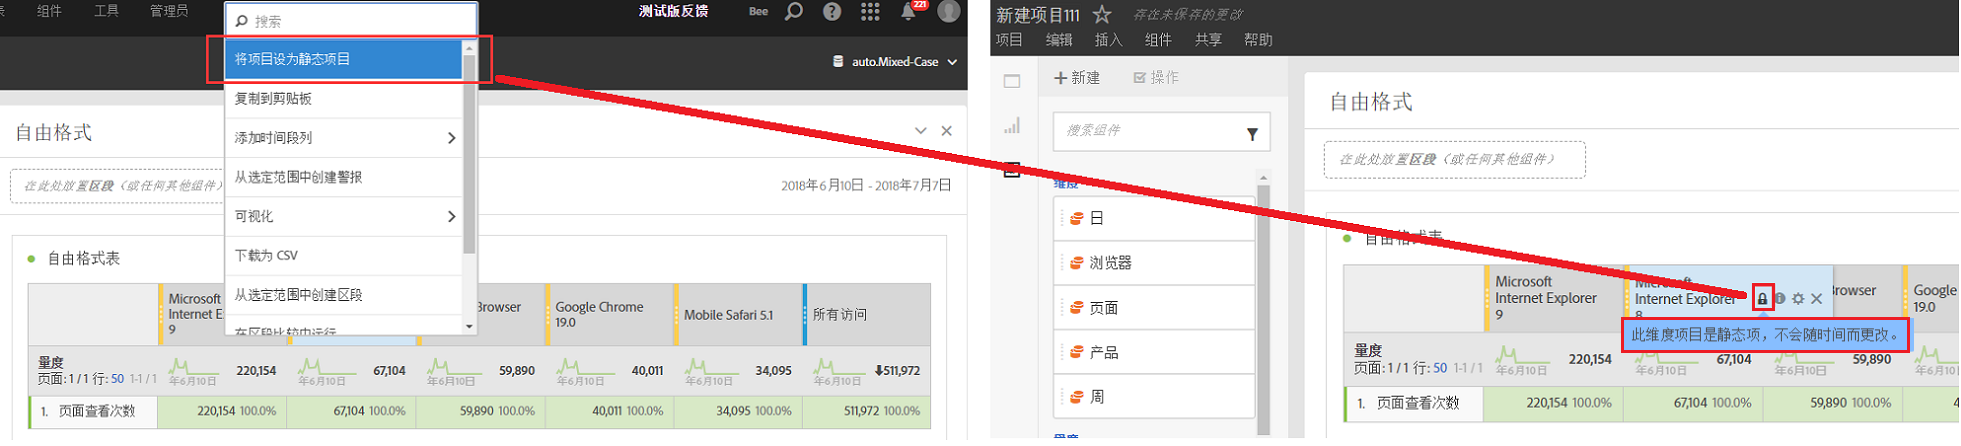 组件 工具 管理员
搜索
测试版反馈 Bee 221
将项目设为静态项目
auto.Mixed-Case
复制到剪贴板
自由格式
添加时间段列
从选定范围中创建警报
在此处放置区段（或任何其他组件）
2018年6月10日 - 2018年7月7日
可视化
下载为 CSV
自由格式表
从选定范围中创建区段
在区段比较中运行
Microsoft
Internet E
9
Browser
Google Chrome
19.0
Mobile Safari 5.1
所有访问
量度
页面: 1 / 1 行: 50 1-1 / 1
年6月10日 220,154
年6月10日 67,104
年6月10日 59,890
年6月10日 40,011
年6月10日 34,095
年6月10日 511,972
1. 页面查看次数 220,154 100.0% 67,104 100.0% 59,890 100.0% 40,011 100.0% 34,095 100.0% 511,972 100.0%
新建项目111 存在未保存的更改
项目 编辑 插入 组件 共享 帮助
新建 操作
搜索组件
维度
日
浏览器
页面
产品
周
自由格式
在此处放置区段（或任何其他组件）
自由格式表
Microsoft
Internet Explorer
9
Microsoft
Internet Explorer
8
Browser
Google
19.0
此维度项目是静态项，不会随时间而更改。
量度
页面: 1 / 1 行: 50 1-1 / 1
年6月10日 220,154
年6月10日 67,104
年6月10日 59,890
年6月10日
1. 页面查看次数 220,154 100.0% 67,104 100.0% 59,890 100.0%